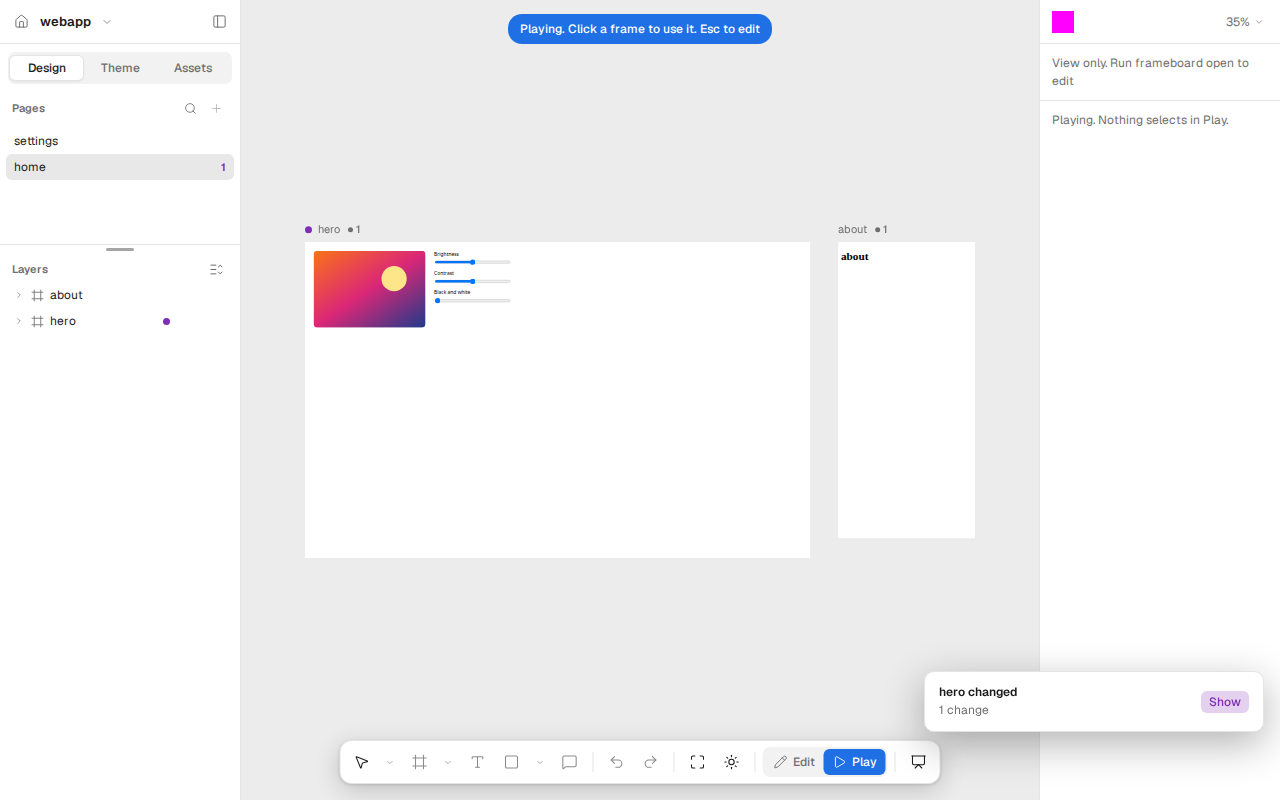 webapp
Playing. Click a frame to use it. Esc to edit
35%
Design Theme Assets
View only. Run frameboard open to
edit
Pages
Playing. Nothing selects in Play.
settings
home 1
hero 1
about 1
Brightness
Contrast
Black and white
about
Layers
about
hero
hero changed
1 change
Show
Edit Play